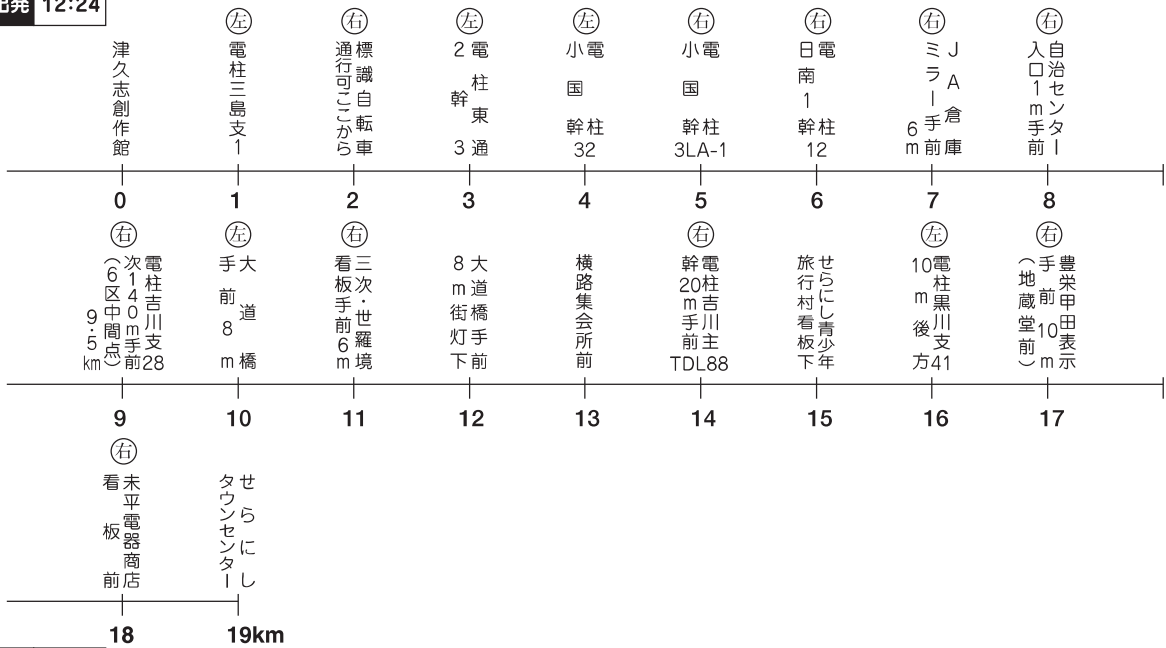 出発 12:24
津久志創作館
0
左
電柱三島支1
1
右
標識自転車
通行可ここから
2
左
電柱東通
2幹3
3
左
電柱
小国幹32
4
右
電柱
小国幹3LA-1
5
右
電柱
日南1幹12
6
右
JA倉庫
ミラー手前
6m
7
右
自治センター
入口1m手前
8
右
電柱吉川支28
次140m手前
(6区中間点)
9.5km
9
左
大道橋
手前8m
10
右
三次・世羅境
看板手前6m
11
大道橋手前
8m街灯下
12
横路集会所前
13
右
電柱吉川主TDL88
幹20m手前
14
せらにし青少年
旅行村看板下
15
左
電柱黒川支41
10m後方
16
右
豊栄甲田表示
手前10m
(地蔵堂前)
17
右
未平電器商店
看板前
18
せらにし
タウンセンター
19km